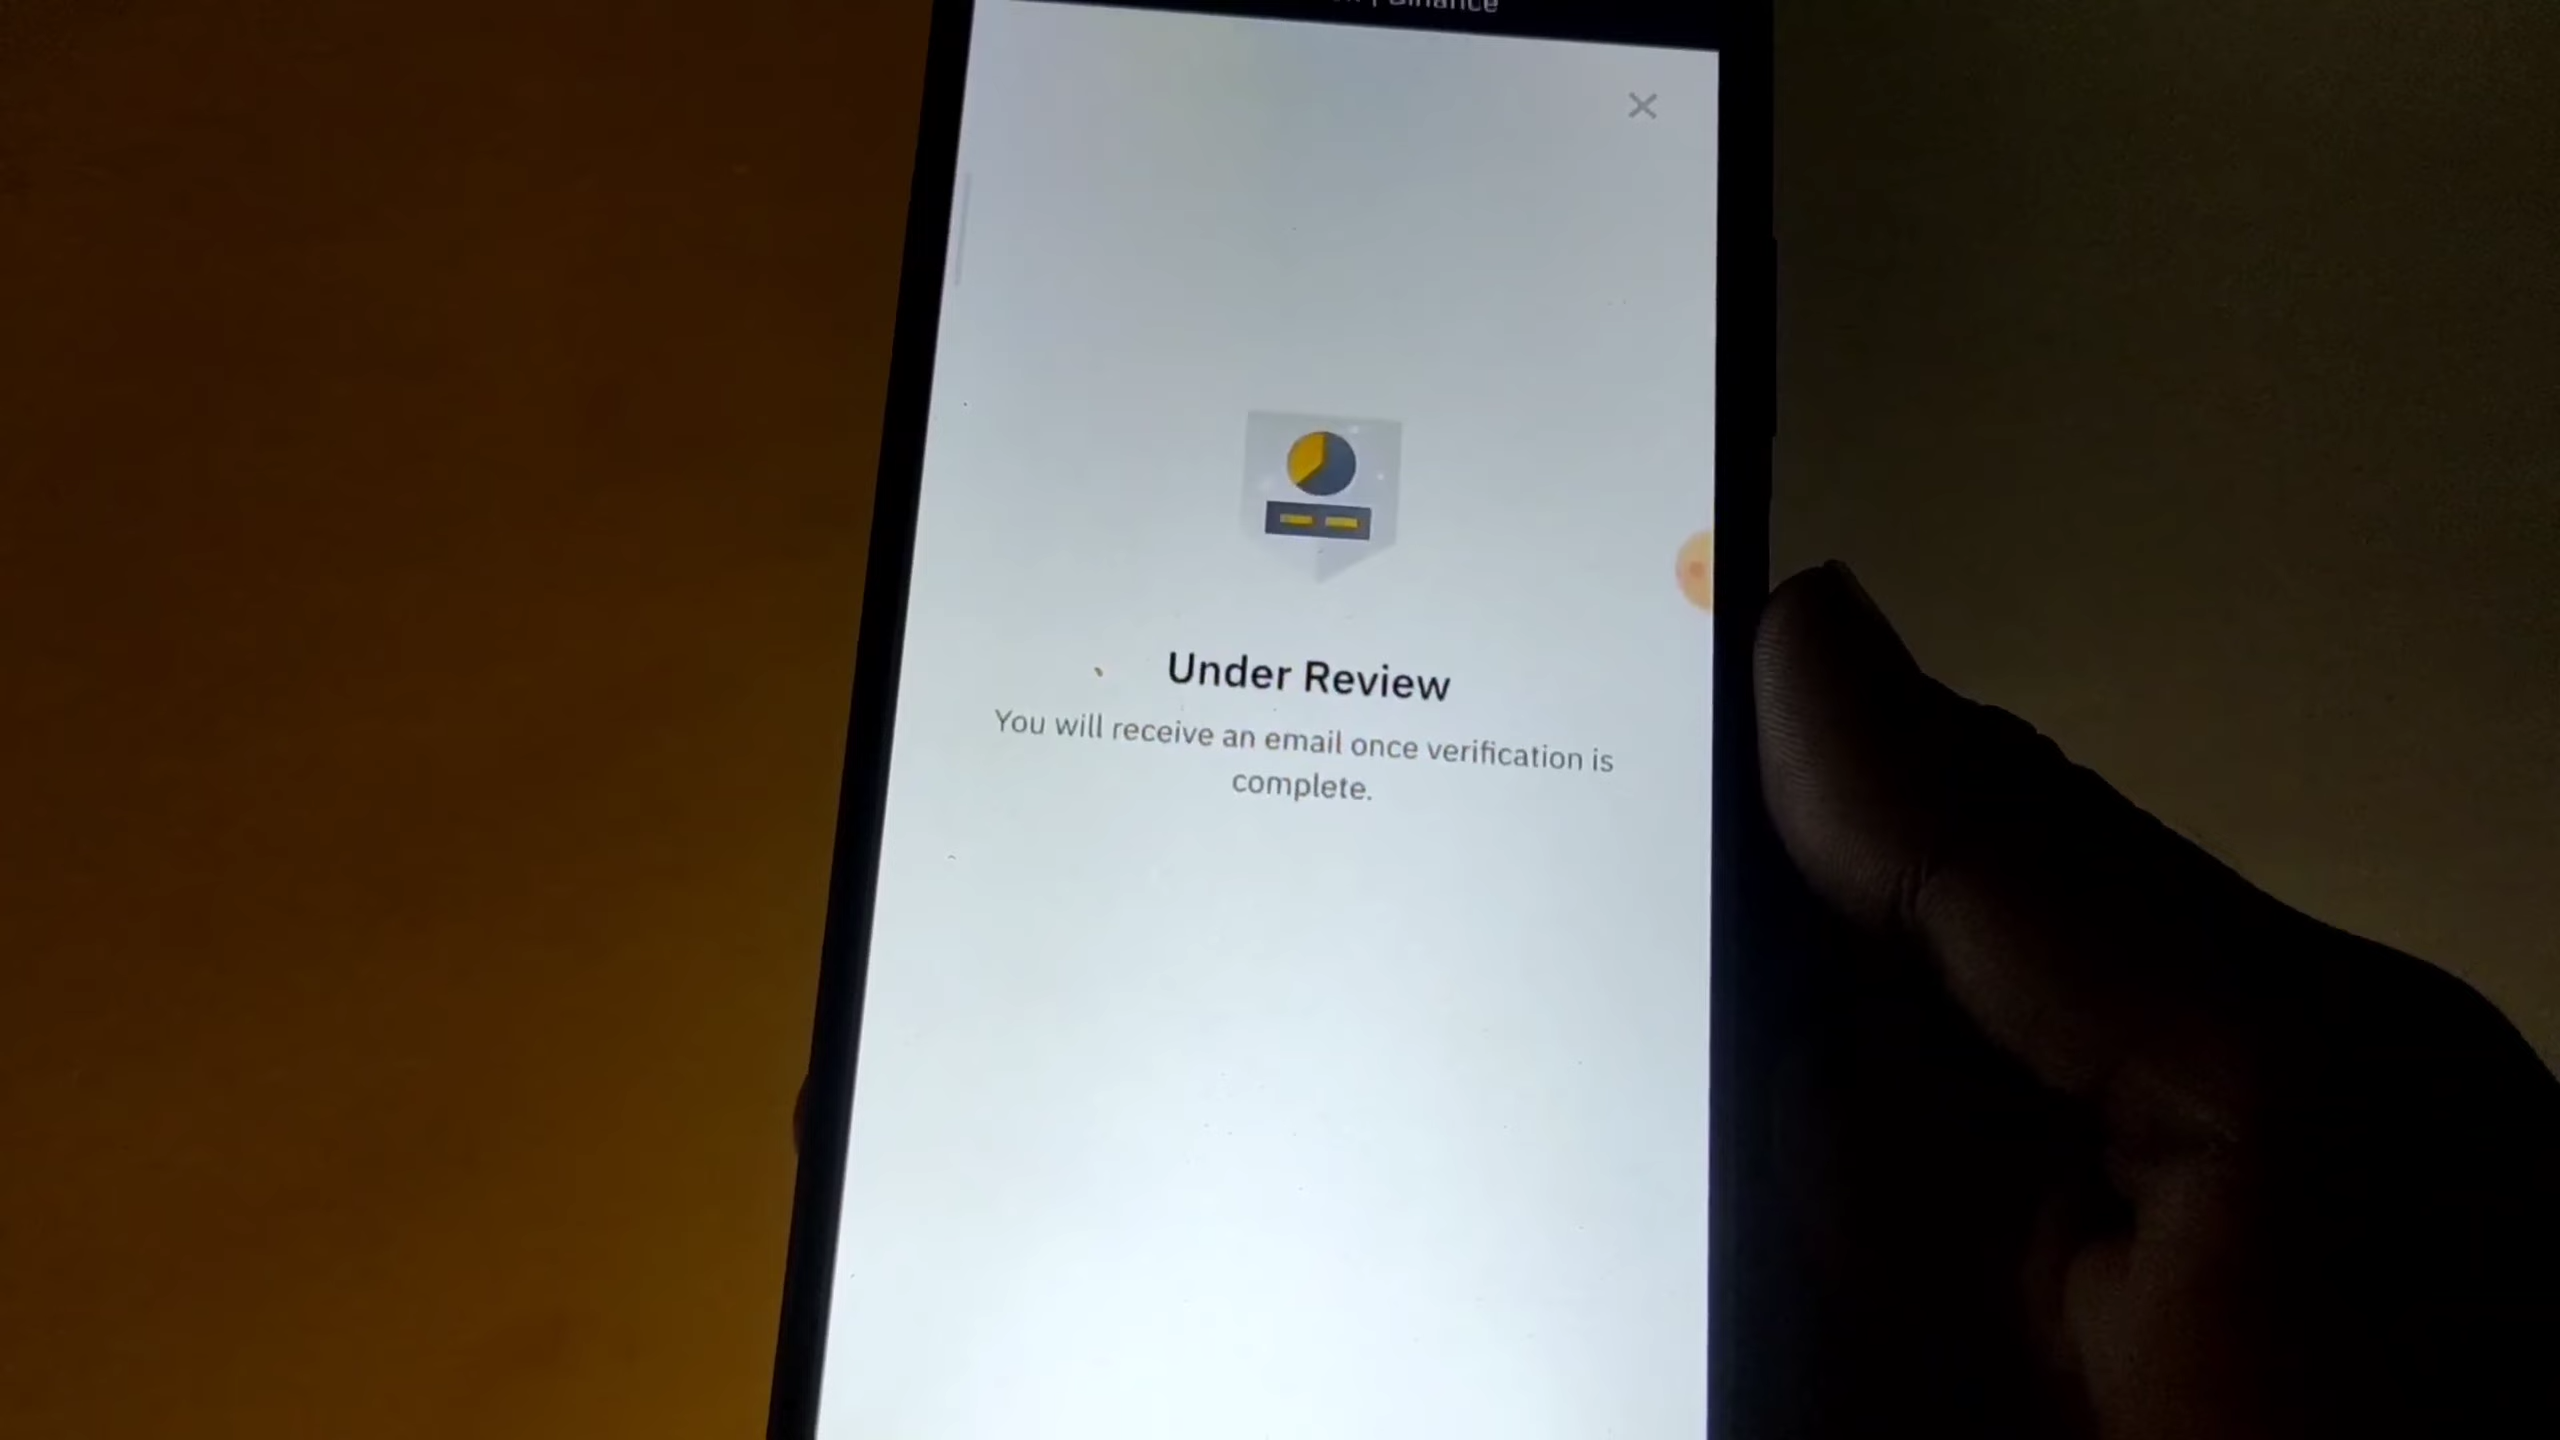 | Binance
Under Review
You will receive an email once verification is
complete.